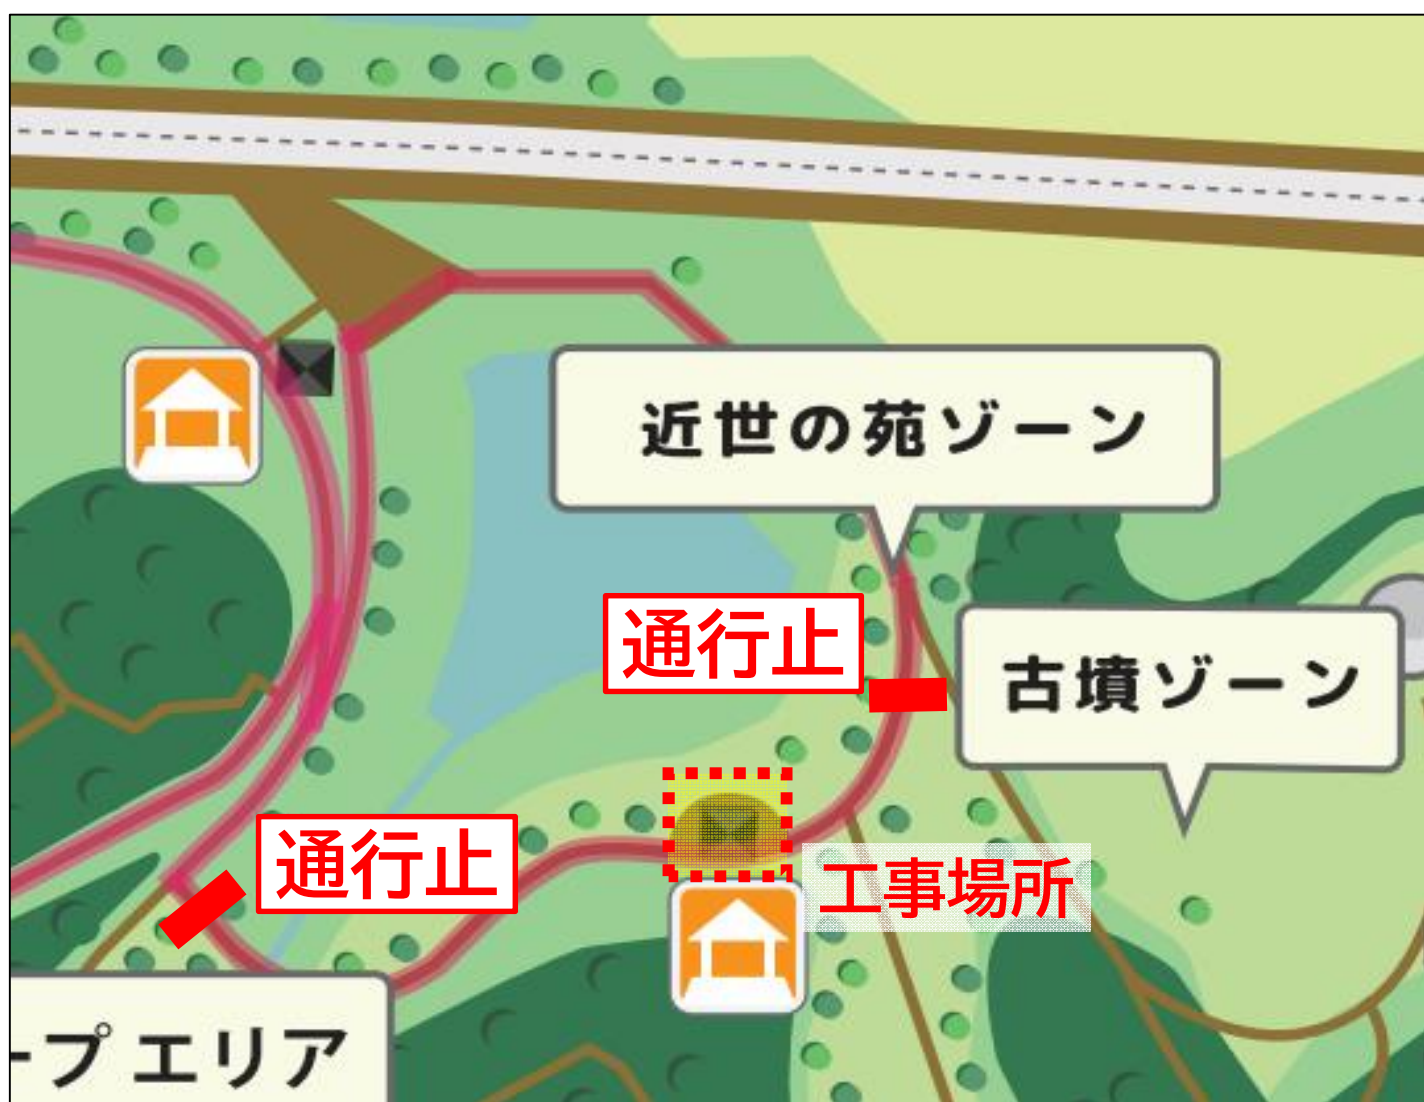 近世の苑ゾーン
通行止
古墳ゾーン
通行止
工事場所
ープ エリア